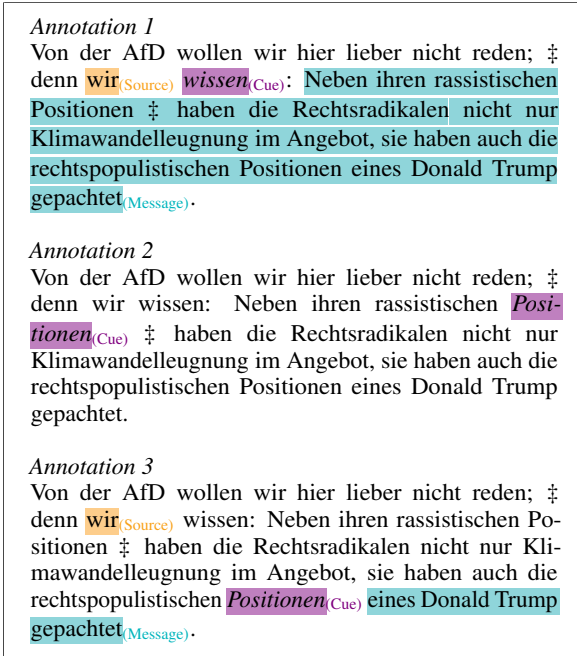 Annotation 1
Von der AfD wollen wir hier lieber nicht reden; ‡
denn wir(Source) wissen(Cue): Neben ihren rassistischen
Positionen ‡ haben die Rechtsradikalen nicht nur
Klimawandelleugnung im Angebot, sie haben auch die
rechtspopulistischen Positionen eines Donald Trump
gepachtet(Message).
Annotation 2
Von der AfD wollen wir hier lieber nicht reden; ‡
denn wir wissen: Neben ihren rassistischen Posi-
tionen(Cue) ‡ haben die Rechtsradikalen nicht nur
Klimawandelleugnung im Angebot, sie haben auch die
rechtspopulistischen Positionen eines Donald Trump
gepachtet.
Annotation 3
Von der AfD wollen wir hier lieber nicht reden; ‡
denn wir(Source) wissen: Neben ihren rassistischen Po-
sitionen ‡ haben die Rechtsradikalen nicht nur Kli-
mawandelleugnung im Angebot, sie haben auch die
rechtspopulistischen Positionen(Cue) eines Donald Trump
gepachtet(Message).